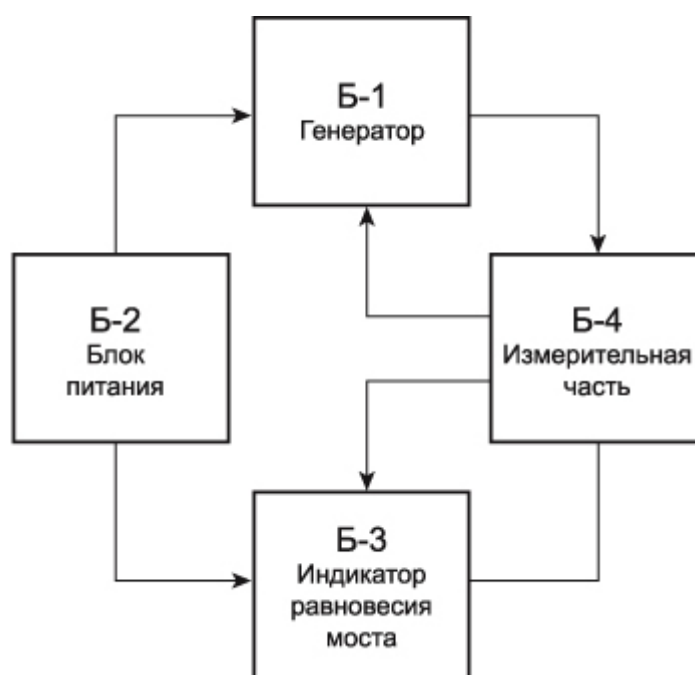 Б-1
Генератор
Б-2
Блок
питания
Б-4
Измерительная
часть
Б-3
Индикатор
равновесия
моста